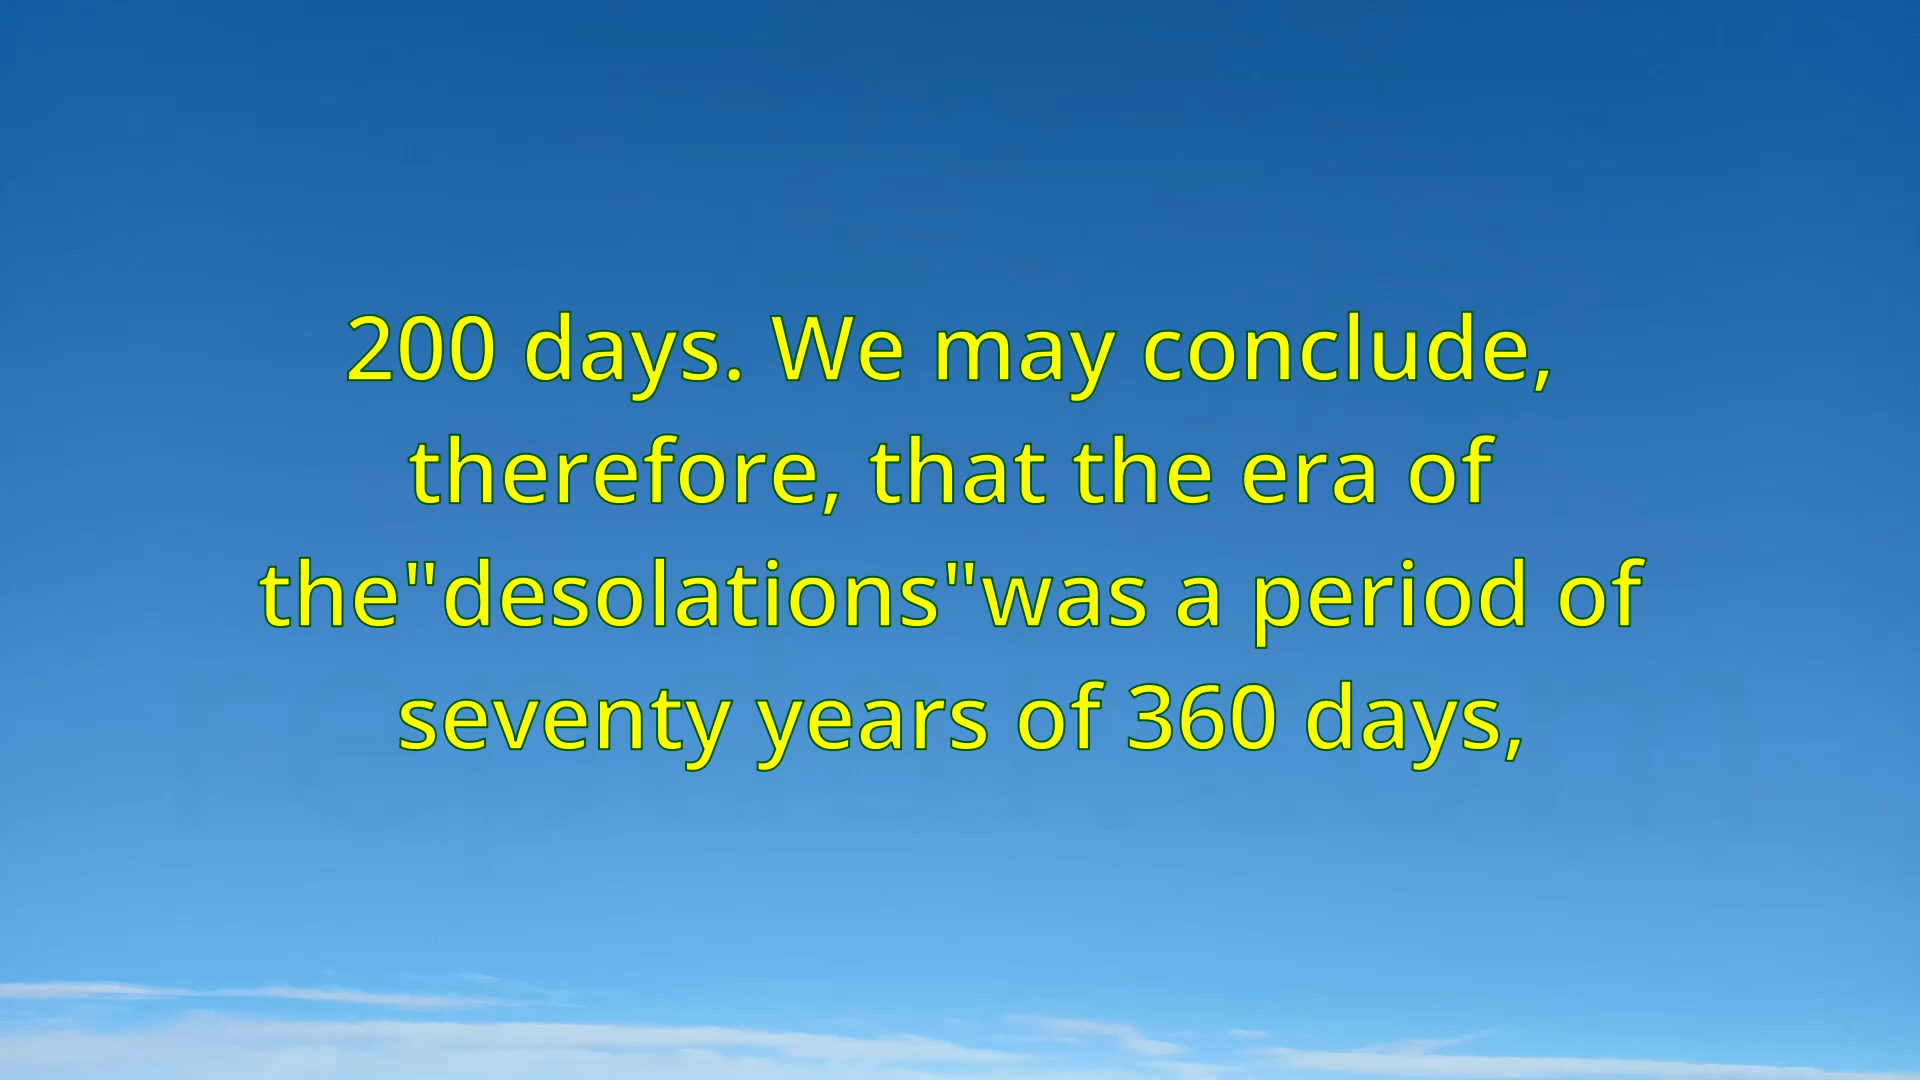 200 days. We may conclude,
therefore, that the era of
the"desolations"was a period of
seventy years of 360 days,